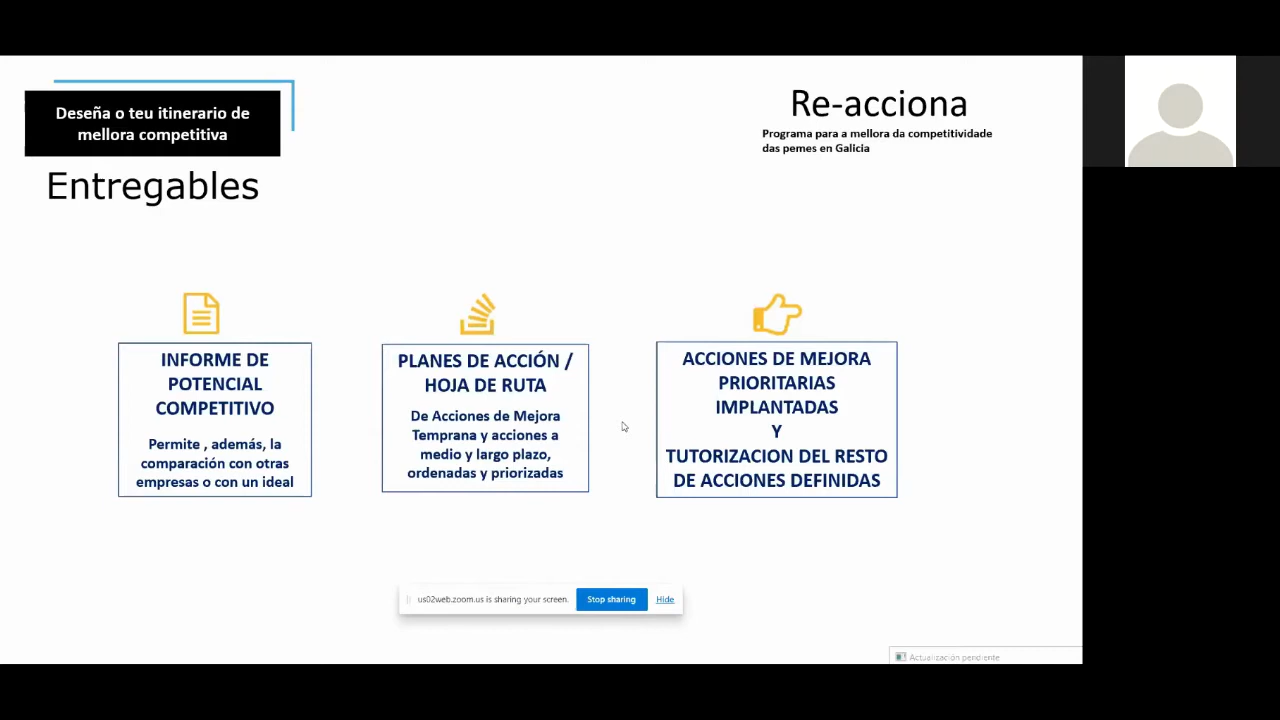 Deseña o teu itinerario de
mellora competitiva
Re-acciona
Programa para a mellora da competitividade
das pemes en Galicia
Entregables
INFORME DE
POTENCIAL
COMPETITIVO
Permite , además, la
comparación con otras
empresas o con un ideal
PLANES DE ACCIÓN /
HOJA DE RUTA
De Acciones de Mejora
Temprana y acciones a
medio y largo plazo,
ordenadas y priorizadas
ACCIONES DE MEJORA
PRIORITARIAS
IMPLANTADAS
Y
TUTORIZACION DEL RESTO
DE ACCIONES DEFINIDAS
us02web.zoom.us is sharing your screen.
Stop sharing
Hide
Actualización pendiente